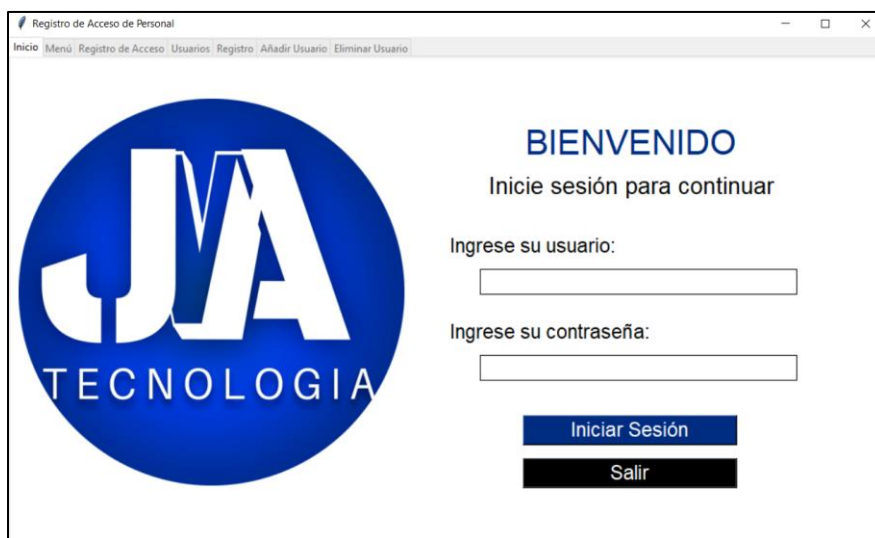 Registro de Acceso de Personal
Inicio Menú Registro de Acceso Usuarios Registro Añadir Usuario Eliminar Usuario
JVA
TECNOLOGIA
BIENVENIDO
Inicie sesión para continuar
Ingrese su usuario:
Ingrese su contraseña:
Iniciar Sesión
Salir